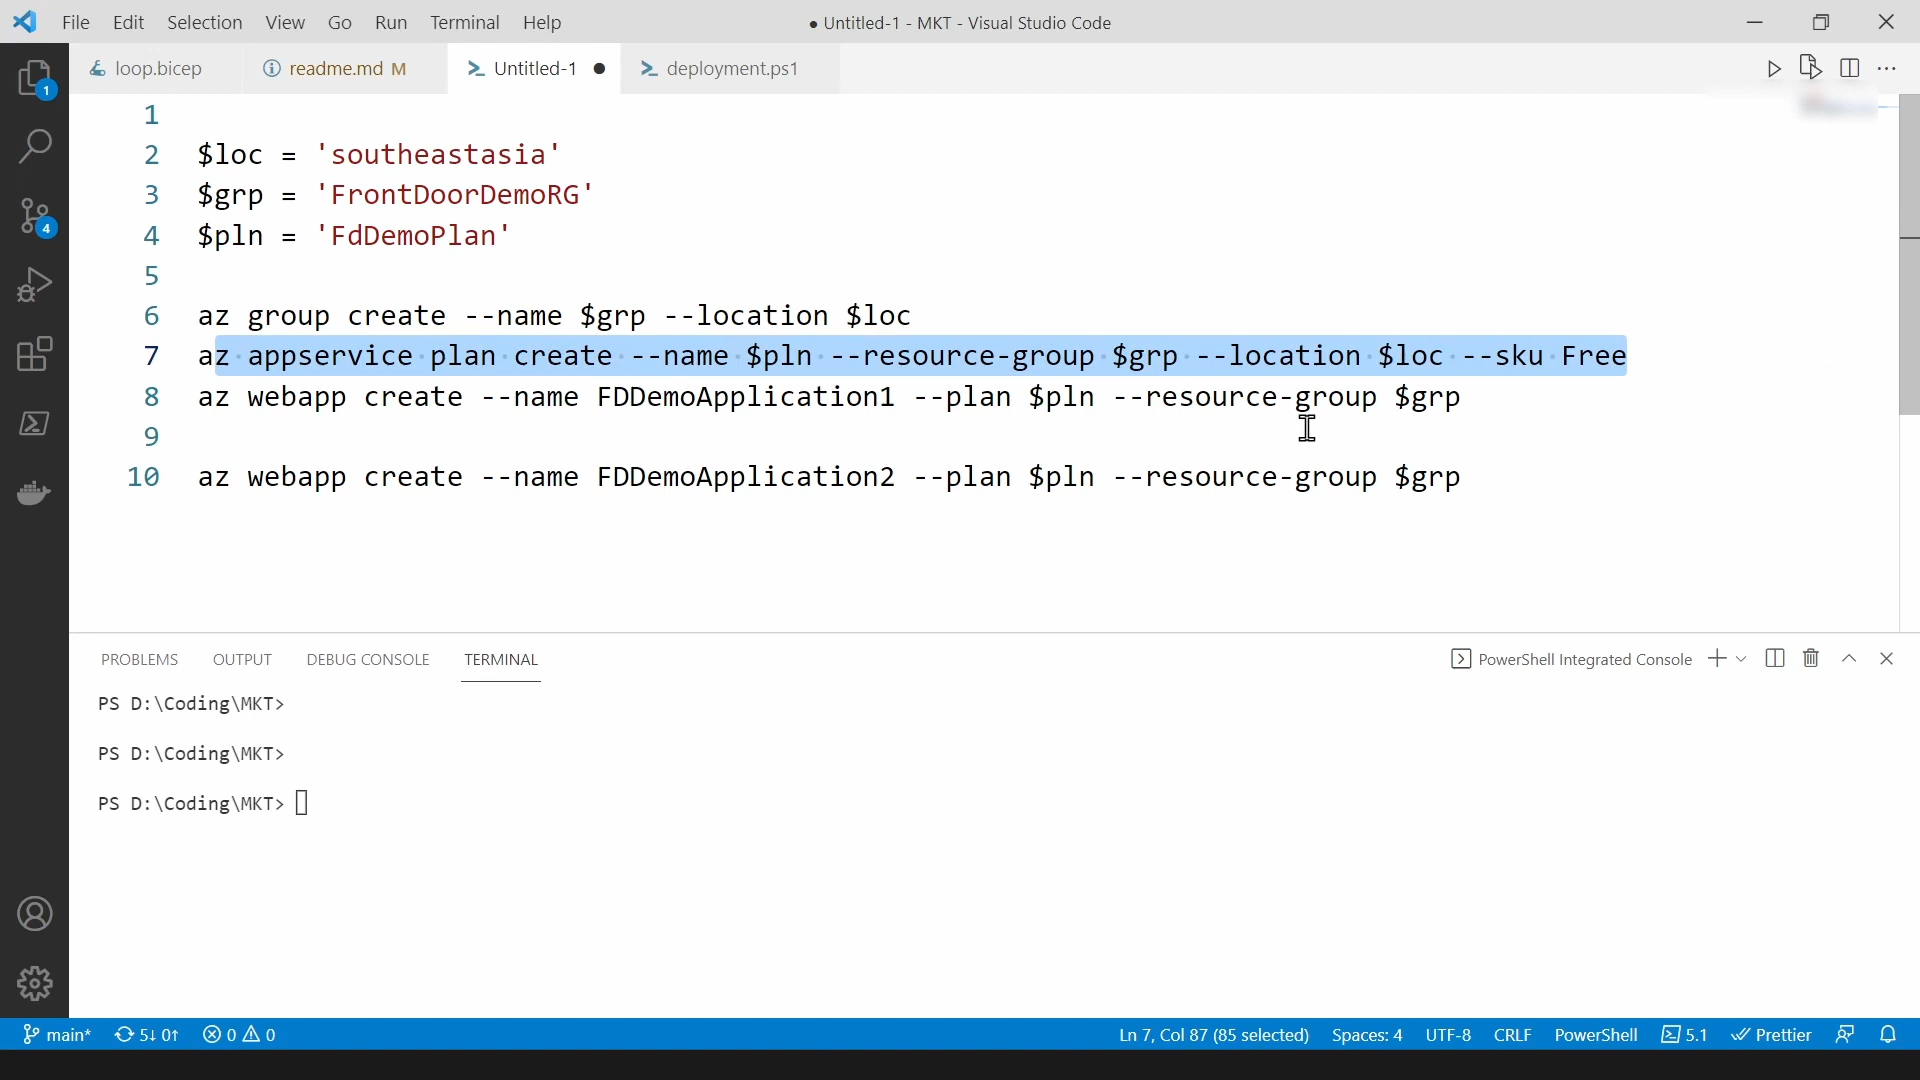 File Edit Selection View Go Run Terminal Help
● Untitled-1 - MKT - Visual Studio Code
loop.bicep
readme.md M
Untitled-1 ●
deployment.ps1
1
4
1
2 $loc = 'southeastasia'
3 $grp = 'FrontDoorDemoRG'
4 $pln = 'FdDemoPlan'
5
6 az group create --name $grp --location $loc
7 az appservice plan create --name $pln --resource-group $grp --location $loc --sku Free
8 az webapp create --name FDDemoApplication1 --plan $pln --resource-group $grp
9
10 az webapp create --name FDDemoApplication2 --plan $pln --resource-group $grp
PROBLEMS OUTPUT DEBUG CONSOLE TERMINAL
PowerShell Integrated Console
PS D:\Coding\MKT>
PS D:\Coding\MKT>
PS D:\Coding\MKT>
main* 5↓ 0↑ 0 0
Ln 7, Col 87 (85 selected) Spaces: 4 UTF-8 CRLF PowerShell 5.1 Prettier